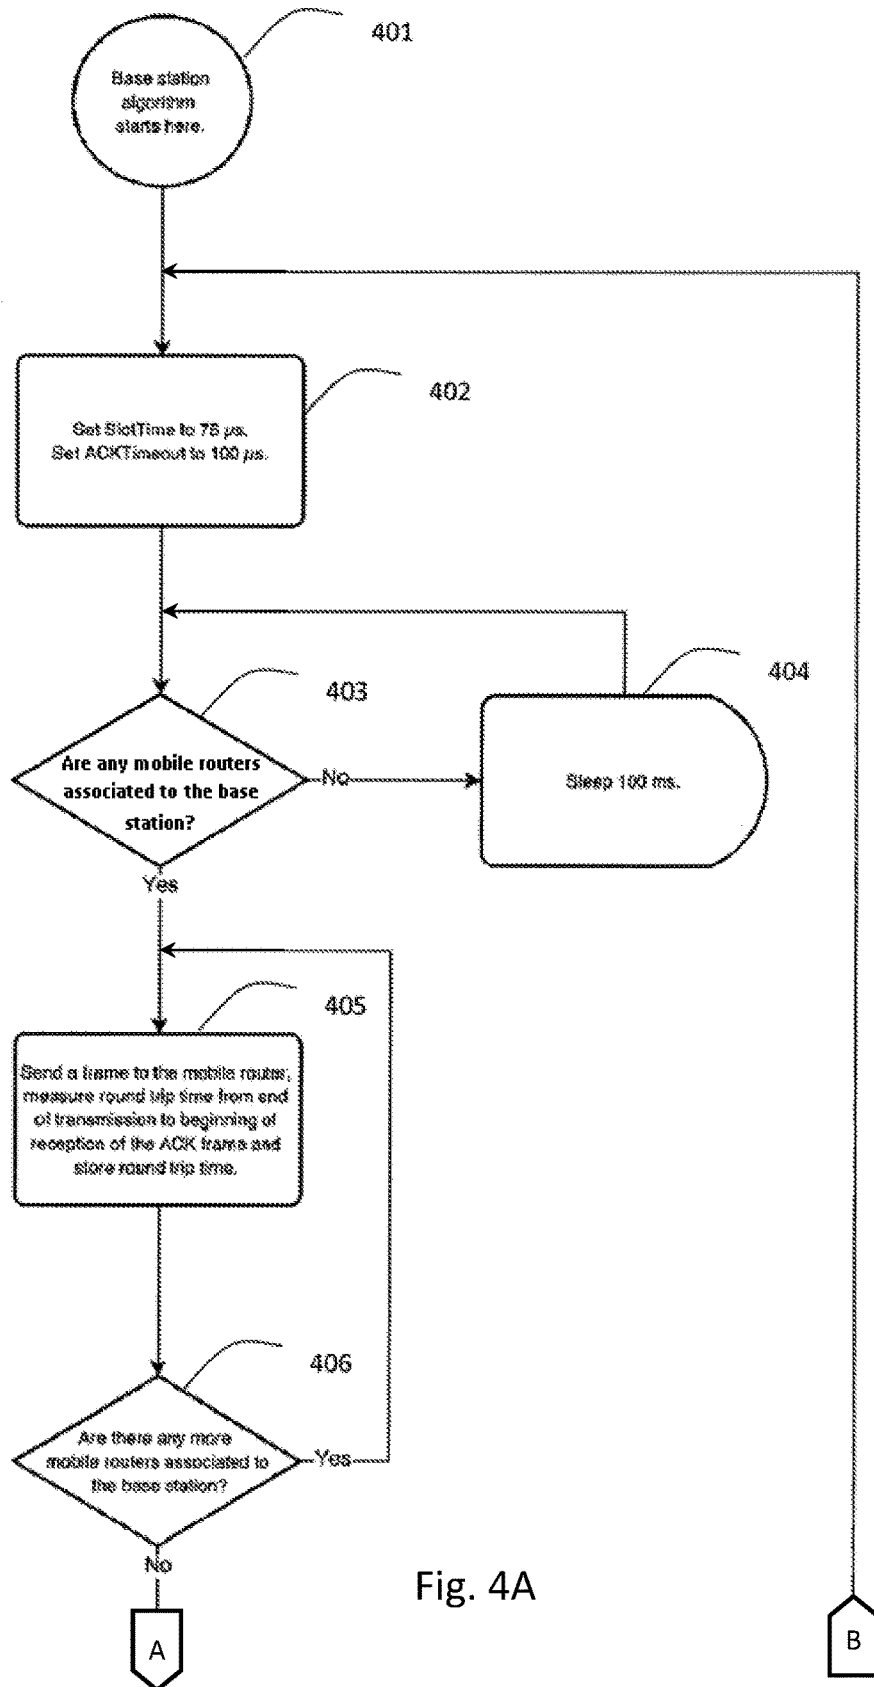 401
Base station
algorithm
starts here.
402
Set SlotTime to 75 µs.
Set ACKTimeout to 100 µs.
403
404
Are any mobile routers
associated to the base
station?
No
Sleep 100 ms.
Yes
405
Send a frame to the mobile router,
measure round trip time from end
of transmission to beginning of
reception of the ACK frame and
store round trip time.
406
Are there any more
mobile routers associated to
the base station?
Yes
No
Fig. 4A
A
B